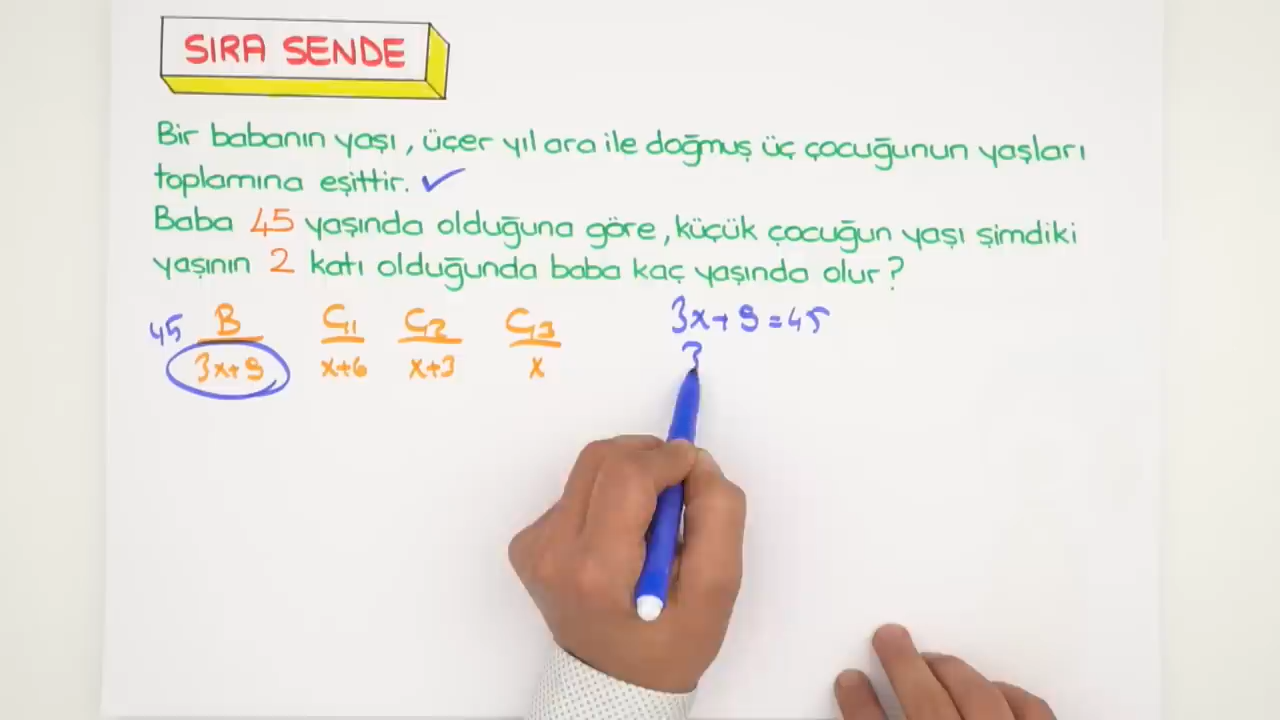 SIRA SENDE
Bir babanın yaşı, üçer yıl ara ile doğmuş üç çocuğunun yaşları
toplamına eşittir. ✓
Baba 45 yaşında olduğuna göre, küçük çocuğun yaşı şimdiki
yaşının 2 katı olduğunda baba kaç yaşında olur?
45 B Ç1 Ç2 Ç3
3x+9 x+6 x+3 x
3x+9=45
3